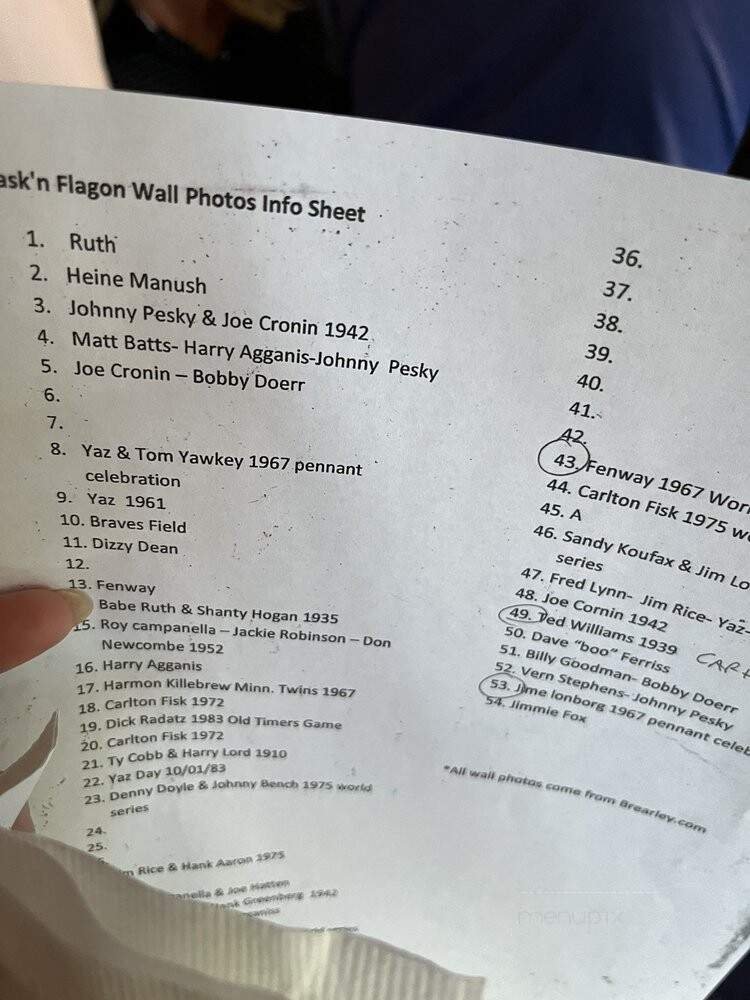 ask'n Flagon Wall Photos Info Sheet
1. Ruth
2. Heine Manush
3. Johnny Pesky & Joe Cronin 1942
4. Matt Batts- Harry Agganis-Johnny Pesky
5. Joe Cronin – Bobby Doerr
6.
7.
8. Yaz & Tom Yawkey 1967 pennant
celebration
9. Yaz 1961
10. Braves Field
11. Dizzy Dean
12.
13. Fenway
Babe Ruth & Shanty Hogan 1935
15. Roy campanella – Jackie Robinson – Don
Newcombe 1952
16. Harry Agganis
17. Harmon Killebrew Minn. Twins 1967
18. Carlton Fisk 1972
19. Dick Radatz 1983 Old Timers Game
20. Carlton Fisk 1972
21. Ty Cobb & Harry Lord 1910
22. Yaz Day 10/01/83
23. Denny Doyle & Johnny Bench 1975 world
series
24.
25.
m Rice & Hank Aaron 1975
nella & Joe Hatten
nk Greenberg 1942
36.
37.
38.
39.
40.
41.
42.
43. Fenway 1967 Wor
44. Carlton Fisk 1975 w
45. A
46. Sandy Koufax & Jim Lo
series
47. Fred Lynn- Jim Rice- Yaz-
48. Joe Cornin 1942
49. Ted Williams 1939
50. Dave "boo" Ferriss
51. Billy Goodman- Bobby Doerr
52. Vern Stephens- Johnny Pesky
53. Jime lonborg 1967 pennant celeb
54. Jimmie Fox
*All wall photos come from Brearley.com
menupix